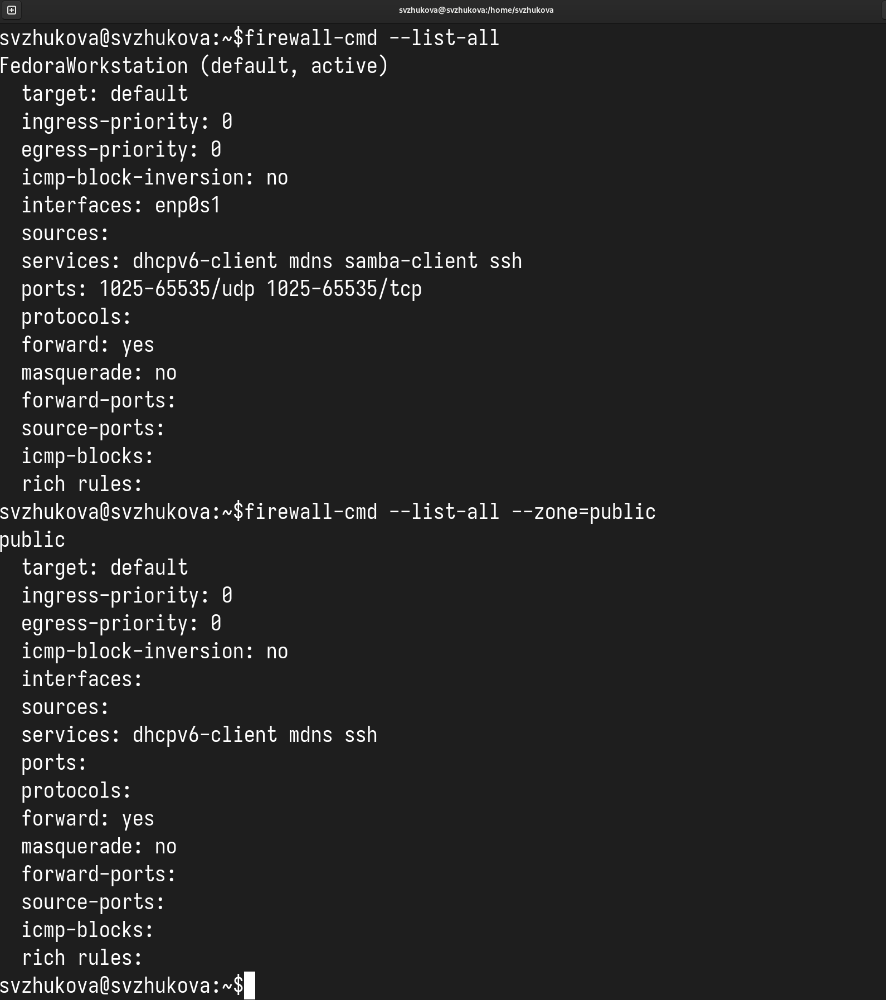 svzhukova@svzhukova:/home/svzhukova
svzhukova@svzhukova:~$firewall-cmd --list-all
FedoraWorkstation (default, active)
  target: default
  ingress-priority: 0
  egress-priority: 0
  icmp-block-inversion: no
  interfaces: enp0s1
  sources:
  services: dhcpv6-client mdns samba-client ssh
  ports: 1025-65535/udp 1025-65535/tcp
  protocols:
  forward: yes
  masquerade: no
  forward-ports:
  source-ports:
  icmp-blocks:
  rich rules:
svzhukova@svzhukova:~$firewall-cmd --list-all --zone=public
public
  target: default
  ingress-priority: 0
  egress-priority: 0
  icmp-block-inversion: no
  interfaces:
  sources:
  services: dhcpv6-client mdns ssh
  ports:
  protocols:
  forward: yes
  masquerade: no
  forward-ports:
  source-ports:
  icmp-blocks:
  rich rules:
svzhukova@svzhukova:~$